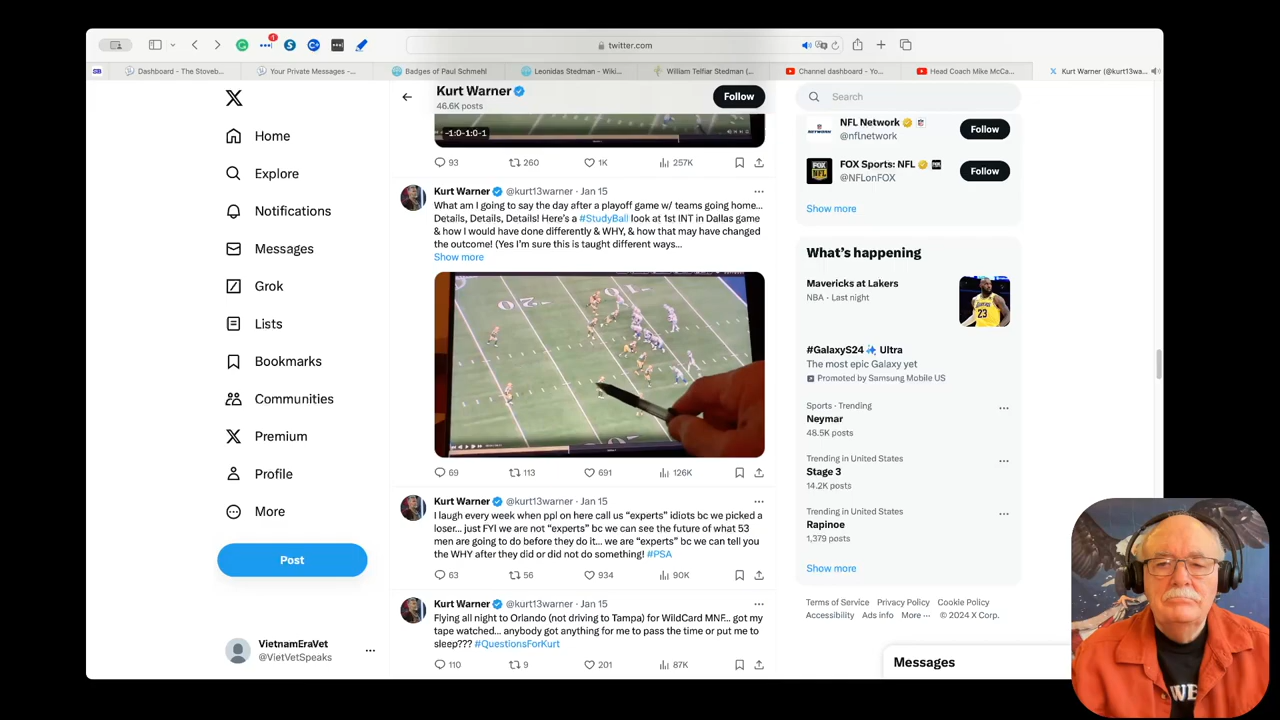 twitter.com
1
SB
Dashboard - The Stoveb...
Your Private Messages -...
Badges of Paul Schmehl
Leonidas Stedman - Wiki...
William Telfiar Stedman (...
Channel dashboard - Yo...
Head Coach Mike McCa...
Kurt Warner (@kurt13wa...
Home
Explore
Notifications
Messages
Grok
Lists
Bookmarks
Communities
Premium
Profile
More
Post
VietnamEraVet
@VietVetSpeaks
Kurt Warner
46.6K posts
Follow
-1:0-1:0-1
93 260 1K 257K
Kurt Warner @kurt13warner · Jan 15
What am I going to say the day after a playoff game w/ teams going home...
Details, Details, Details! Here's a #StudyBall look at 1st INT in Dallas game
& how I would have done differently & WHY, & how that may have changed
the outcome! (Yes I'm sure this is taught different ways...
Show more
69 113 691 126K
Kurt Warner @kurt13warner · Jan 15
I laugh every week when ppl on here call us "experts" idiots bc we picked a
loser... just FYI we are not "experts" bc we can see the future of what 53
men are going to do before they do it... we are "experts" bc we can tell you
the WHY after they did or did not do something! #PSA
63 56 934 90K
Kurt Warner @kurt13warner · Jan 15
Flying all night to Orlando (not driving to Tampa) for WildCard MNF... got my
tape watched... anybody got anything for me to pass the time or put me to
sleep??? #QuestionsForKurt
110 9 201 87K
Search
NFL Network
@nflnetwork
Follow
FOX Sports: NFL
@NFLonFOX
Follow
Show more
What's happening
Mavericks at Lakers
NBA · Last night
23
#GalaxyS24 Ultra
The most epic Galaxy yet
Promoted by Samsung Mobile US
Sports · Trending
Neymar
48.5K posts
Trending in United States
Stage 3
14.2K posts
Trending in United States
Rapinoe
1,379 posts
Show more
Terms of Service Privacy Policy Cookie Policy
Accessibility Ads info More ··· © 2024 X Corp.
Messages